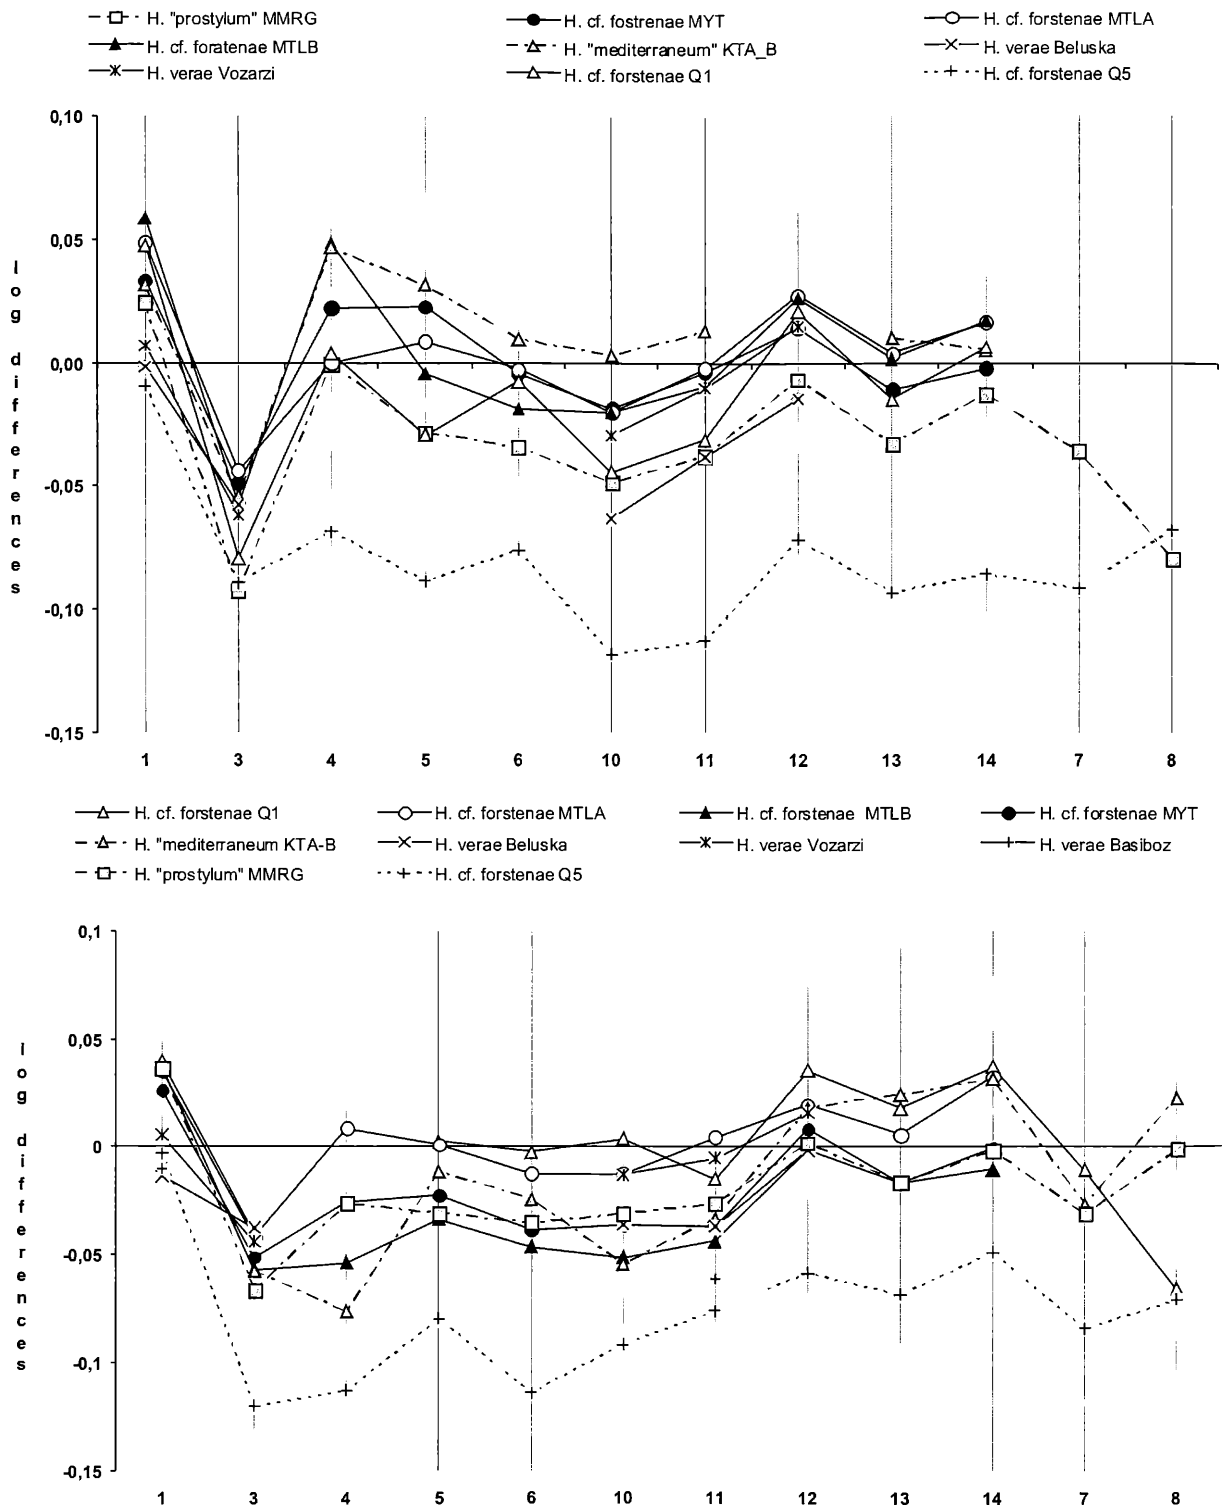 H. "prostylum" MMRG H. cf. fostrenae MYT H. cf. forstenae MTLA
H. cf. foratenae MTLB H. "mediterraneum" KTA_B H. verae Beluska
H. verae Vozarzi H. cf. forstenae Q1 H. cf. forstenae Q5
0,10
0,05
0,00
-0,05
-0,10
-0,15
log differences
1 3 4 5 6 10 11 12 13 14 7 8
H. cf. forstenae Q1 H. cf. forstenae MTLA H. cf. forstenae MTLB H. cf. forstenae MYT
H. "mediterraneum KTA-B H. verae Beluska H. verae Vozarzi H. verae Basiboz
H. "prostylum" MMRG H. cf. forstenae Q5
0,1
0,05
0
-0,05
-0,1
-0,15
log differences
1 3 4 5 6 10 11 12 13 14 7 8